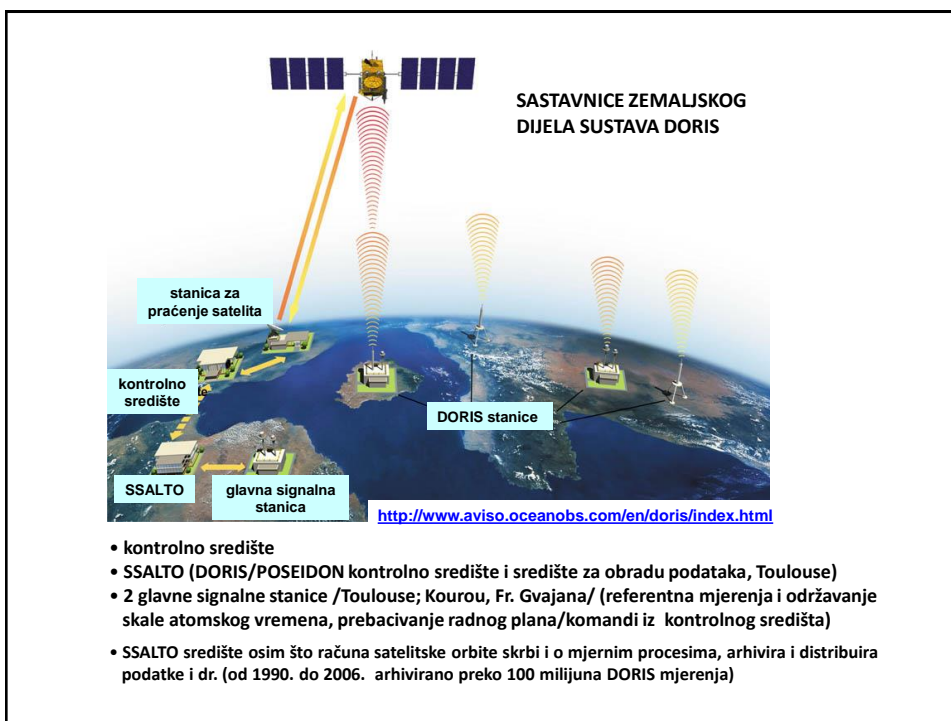 SASTAVNICE ZEMALJSKOG
DIJELA SUSTAVA DORIS
stanica za
praćenje satelita
kontrolno
središte
DORIS stanice
SSALTO
glavna signalna
stanica
http://www.aviso.oceanobs.com/en/doris/index.html
• kontrolno središte
• SSALTO (DORIS/POSEIDON kontrolno središte i središte za obradu podataka, Toulouse)
• 2 glavne signalne stanice /Toulouse; Kourou, Fr. Gvajana/ (referentna mjerenja i održavanje
skale atomskog vremena, prebacivanje radnog plana/komandi iz kontrolnog središta)
• SSALTO središte osim što računa satelitske orbite skrbi i o mjernim procesima, arhivira i distribuira
podatke i dr. (od 1990. do 2006. arhivirano preko 100 milijuna DORIS mjerenja)